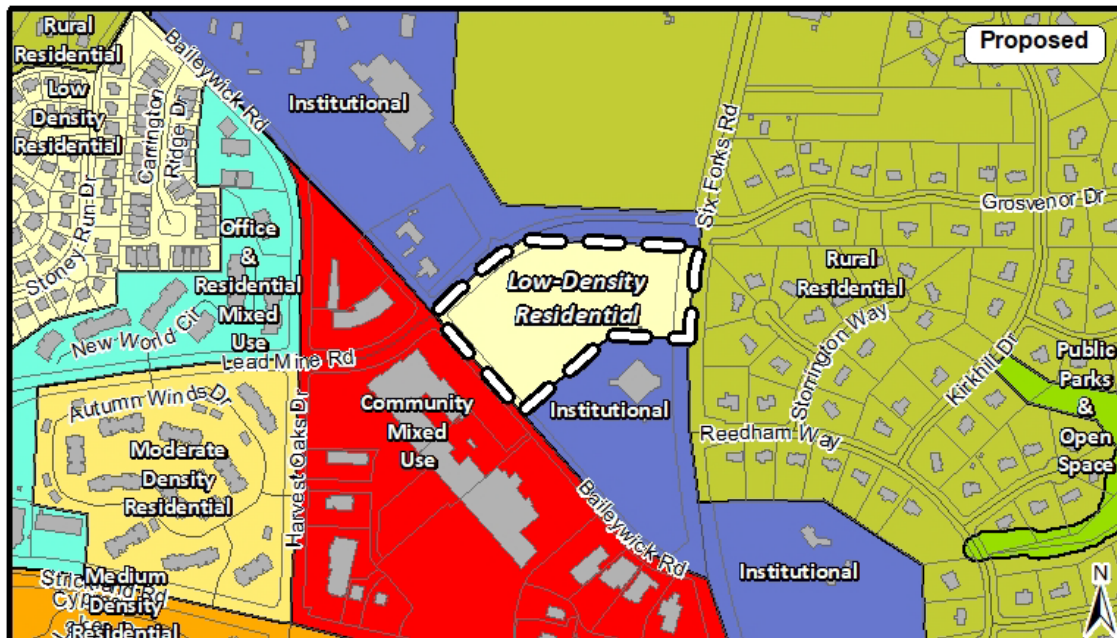 Proposed
Rural
Residential
Low
Density
Residential
Carrington
Ridge Dr
Stoney Run Dr
Baileywick Rd
Institutional
Six Forks Rd
Grosvenor Dr
Office
&
Residential
Mixed
Use
New World Cir
Lead Mine Rd
Low-Density
Residential
Rural
Residential
Storrington Way
Kirkhill Dr
Public
Parks
&
Open
Space
Autumn Winds Dr
Moderate
Density
Residential
Harvest Oaks Dr
Community
Mixed
Use
Institutional
Reedham Way
Baileywick Rd
Institutional
Medium
Density
Residential
N